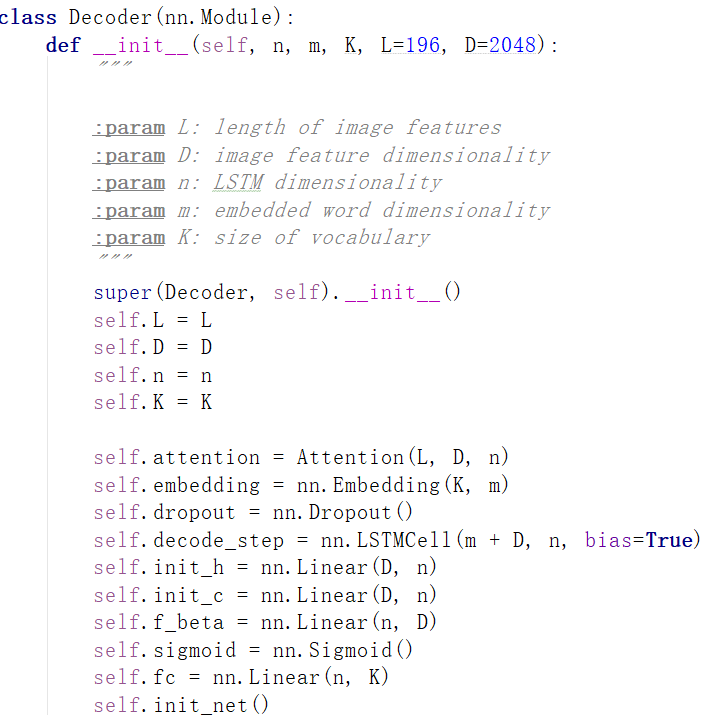 class Decoder(nn.Module):
    def __init__(self, n, m, K, L=196, D=2048):
        """
        :param L: length of image features
        :param D: image feature dimensionality
        :param n: LSTM dimensionality
        :param m: embedded word dimensionality
        :param K: size of vocabulary
        """
        super(Decoder, self).__init__()
        self.L = L
        self.D = D
        self.n = n
        self.K = K
        self.attention = Attention(L, D, n)
        self.embedding = nn.Embedding(K, m)
        self.dropout = nn.Dropout()
        self.decode_step = nn.LSTMCell(m + D, n, bias=True)
        self.init_h = nn.Linear(D, n)
        self.init_c = nn.Linear(D, n)
        self.f_beta = nn.Linear(n, D)
        self.sigmoid = nn.Sigmoid()
        self.fc = nn.Linear(n, K)
        self.init_net()